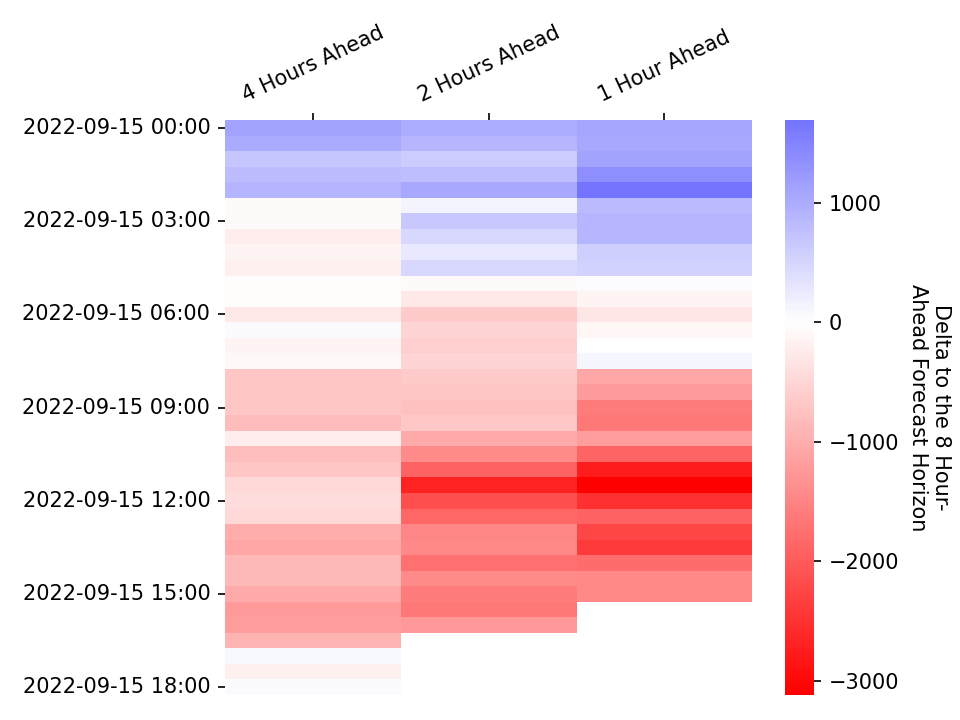 4 Hours Ahead
2 Hours Ahead
1 Hour Ahead
2022-09-15 00:00
2022-09-15 03:00
2022-09-15 06:00
2022-09-15 09:00
2022-09-15 12:00
2022-09-15 15:00
2022-09-15 18:00
1000
0
−1000
−2000
−3000
Delta to the 8 Hour-
Ahead Forecast Horizon